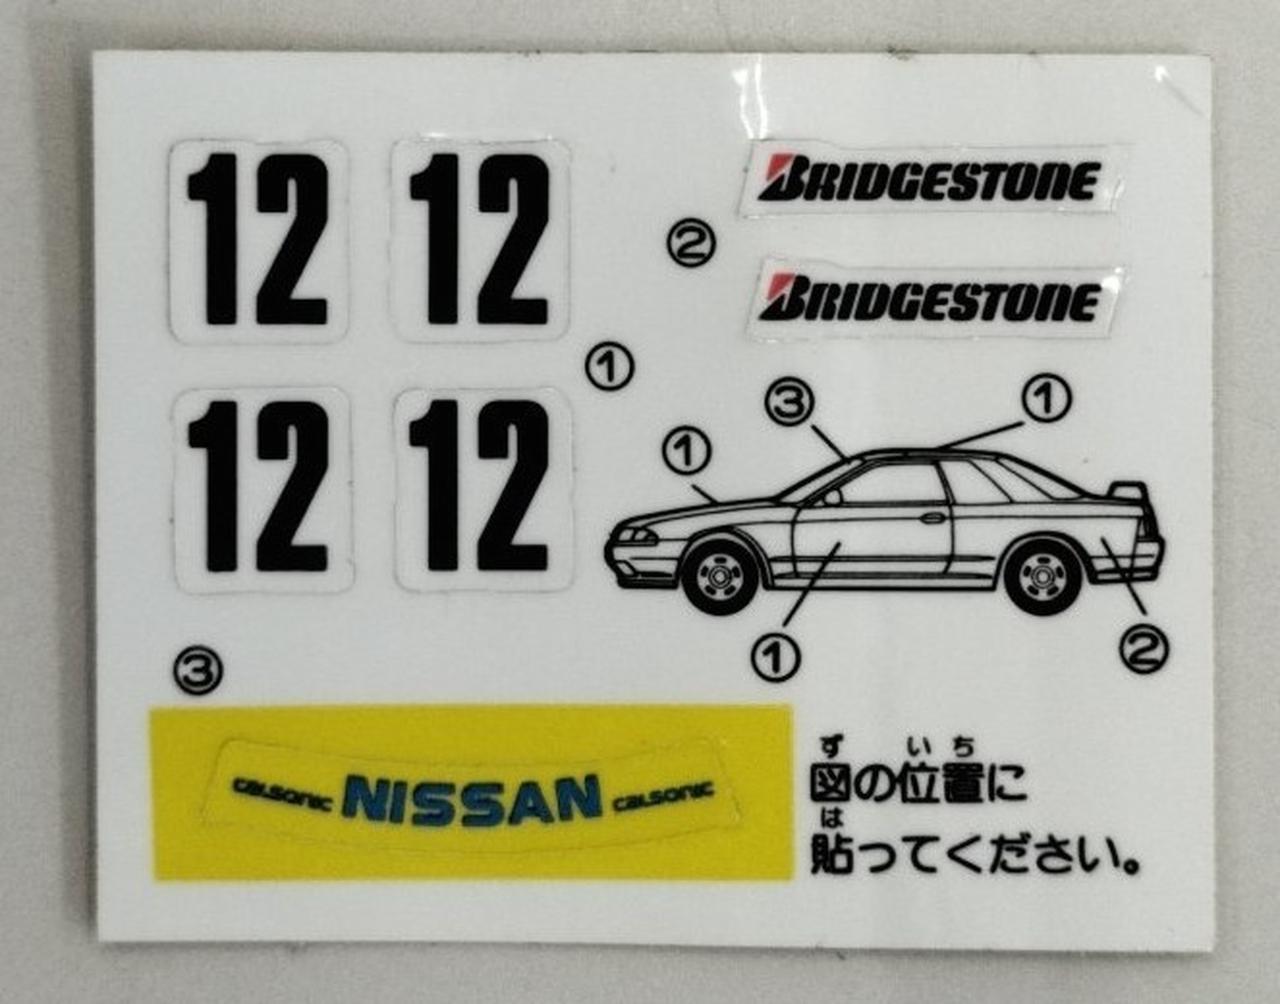 12 12
BRIDGESTONE
②
BRIDGESTONE
①
12 12
③ ①
①
① ②
③
calsonic NISSAN calsonic
ず いち
図の位置に
は
貼ってください。